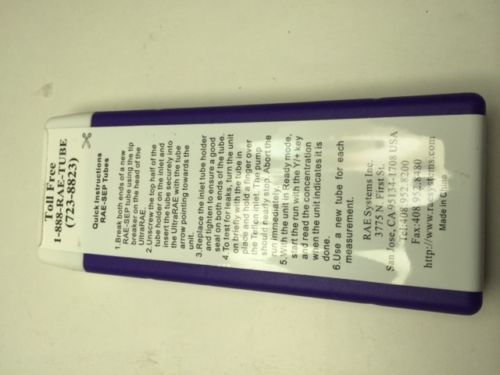 Toll Free
1-888-RAE-TUBE
(723-8823)
Quick Instructions
RAE-SEP Tubes
1.Break both ends of a new
RAE-SEP tube using the tip
breaker on the head of the
UltraRAE.
2.Unscrew the top half of the
tube holder on the inlet and
insert the tube securely into
the UltraRAE with the tube
arrow pointing towards the
unit.
3.Replace the inlet tube holder
and tighten to ensure a good
seal on both ends of the tube.
4.To test for leaks, turn the unit
on briefly with the tube in
place and hold a finger over
the Teflon inlet. The pump
should readily stop. Abort the
run immediately.
5.With the unit in Ready mode,
start the run with the Y/+ key
and read the concentration
when the unit indicates it is
done.
6.Use a new tube for each
measurement.
RAE Systems Inc.
3775 N. First St.
San Jose, CA 95134-1708 USA
Tel:408.952.8200
Fax:408.952.8480
http://www.raesystems.com
Made in China